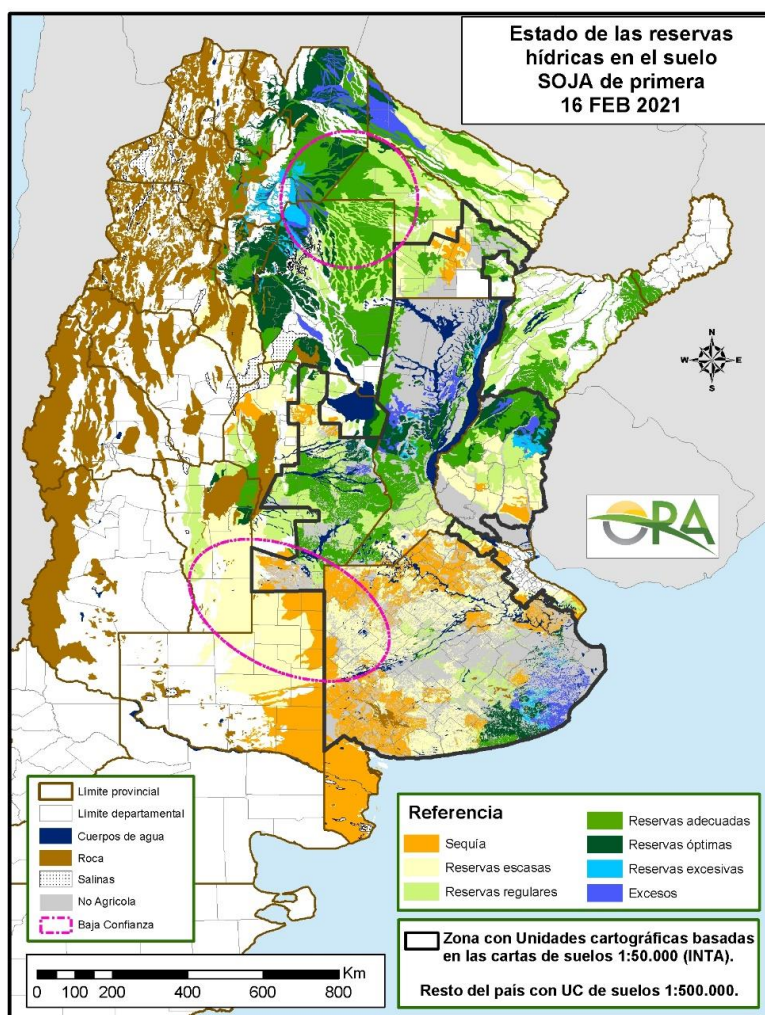 Estado de las reservas
hídricas en el suelo
SOJA de primera
16 FEB 2021
N
W E
S
ORA
Límite provincial
Límite departamental
Cuerpos de agua
Roca
Salinas
No Agrícola
Baja Confianza
Referencia
Sequía
Reservas escasas
Reservas regulares
Reservas adecuadas
Reservas óptimas
Reservas excesivas
Excesos
Km
0 50 100 200 400 600 800
Zona con Unidades cartográficas basadas
en las cartas de suelos 1:50.000 (INTA).
Resto del país con UC de suelos 1:500.000.